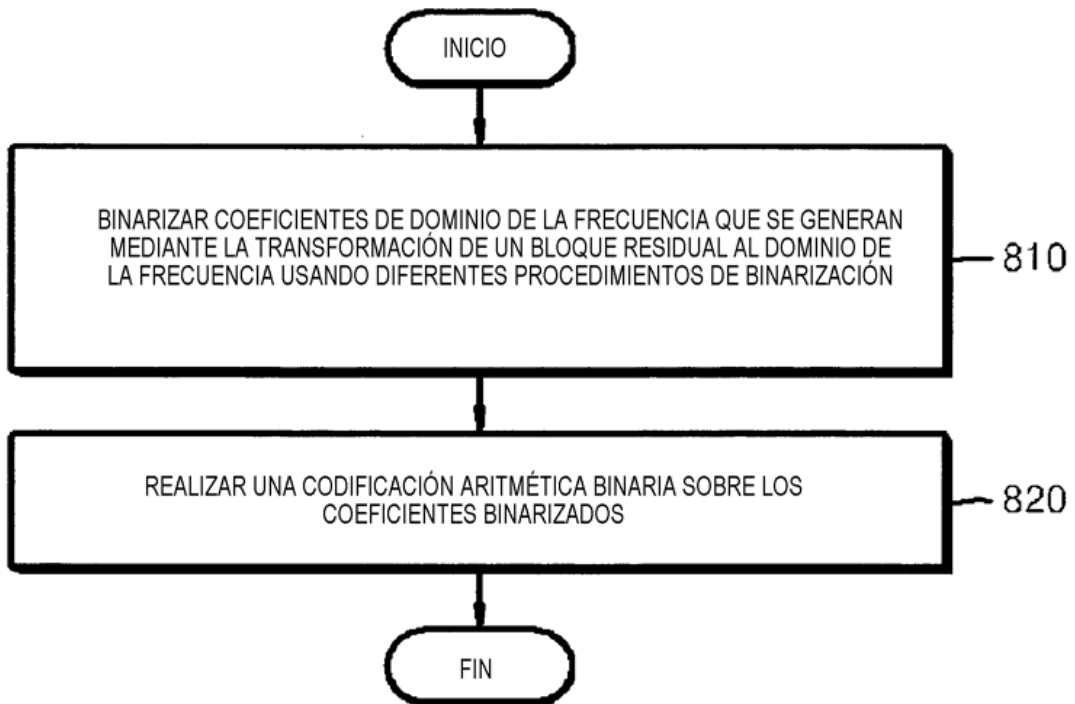 INICIO
BINARIZAR COEFICIENTES DE DOMINIO DE LA FRECUENCIA QUE SE GENERAN
MEDIANTE LA TRANSFORMACIÓN DE UN BLOQUE RESIDUAL AL DOMINIO DE
LA FRECUENCIA USANDO DIFERENTES PROCEDIMIENTOS DE BINARIZACIÓN
810
REALIZAR UNA CODIFICACIÓN ARITMÉTICA BINARIA SOBRE LOS
COEFICIENTES BINARIZADOS
820
FIN